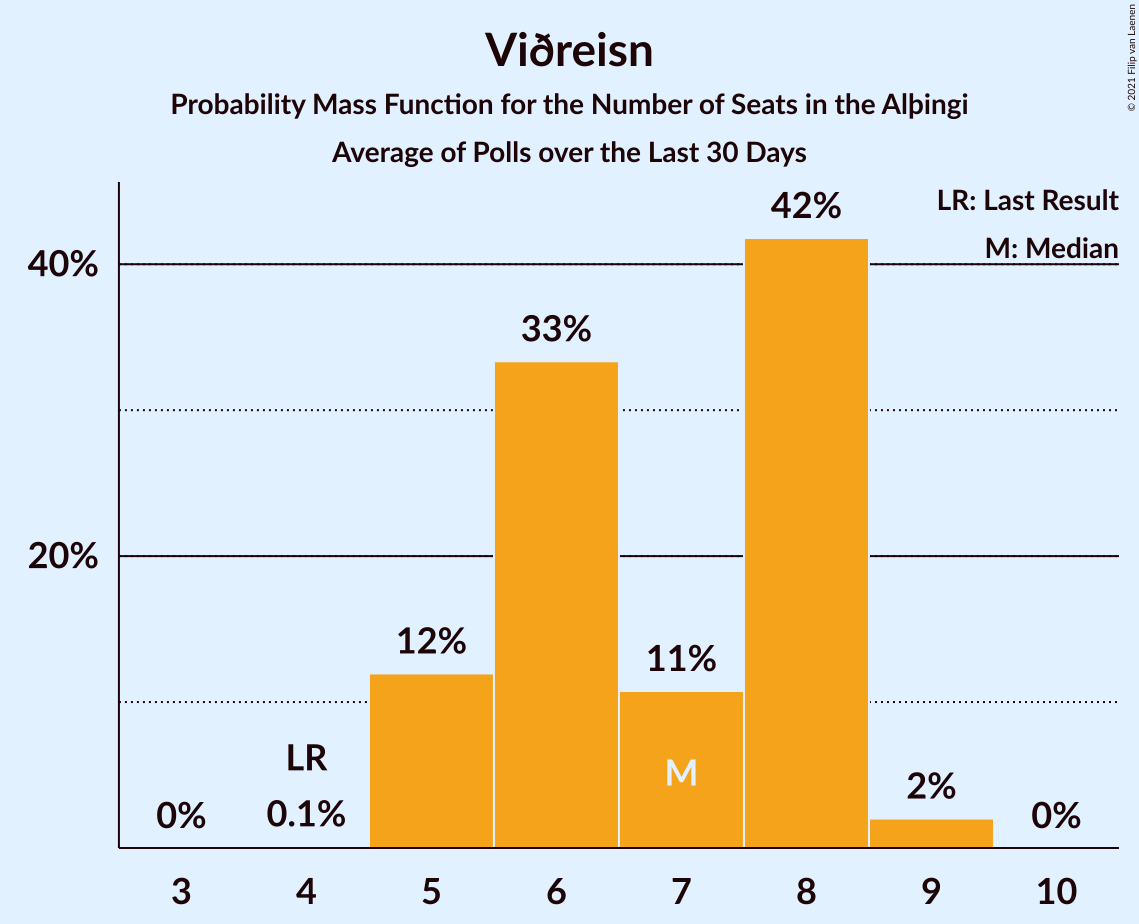 Viðreisn
Probability Mass Function for the Number of Seats in the Alþingi
Average of Polls over the Last 30 Days
© 2021 Filip van Laenen
LR: Last Result
M: Median
40%
20%
0%
LR
0.1%
12%
33%
11%
M
42%
2%
0%
3 4 5 6 7 8 9 10